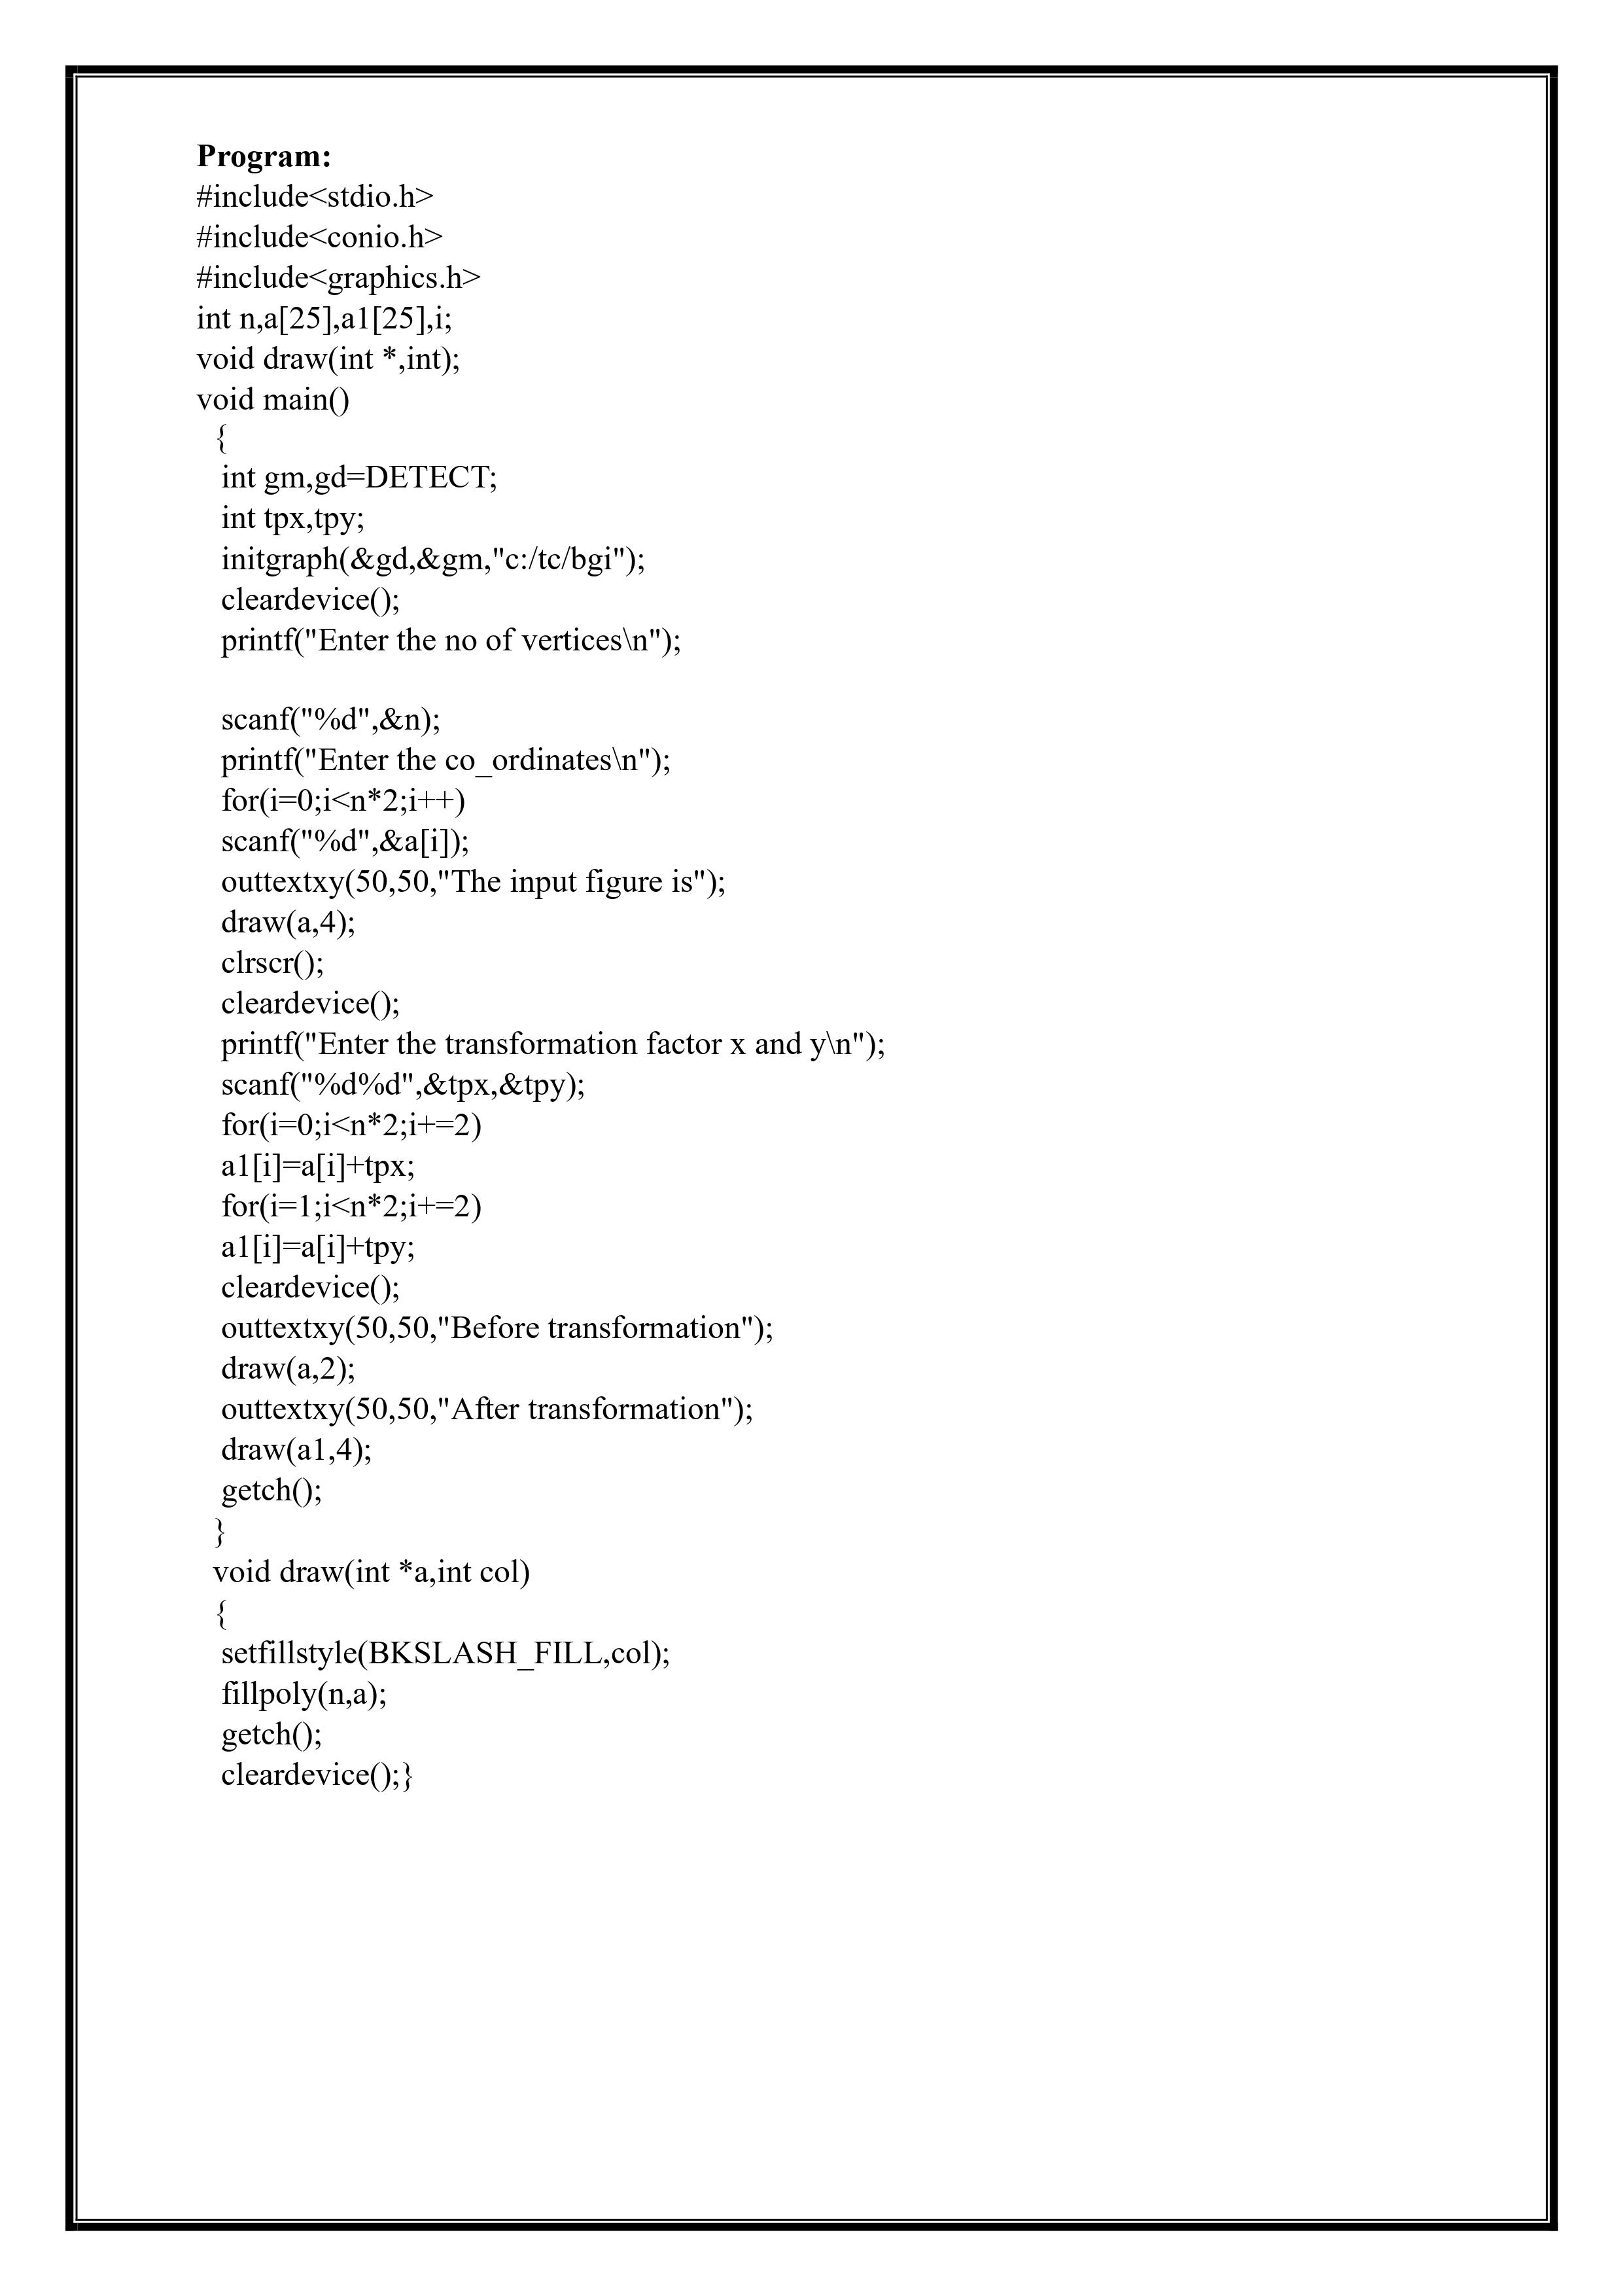 Program:
#include<stdio.h>
#include<conio.h>
#include<graphics.h>
int n,a[25],a1[25],i;
void draw(int *,int);
void main()
{
int gm,gd=DETECT;
int tpx,tpy;
initgraph(&gd,&gm,"c:/tc/bgi");
cleardevice();
printf("Enter the no of vertices\n");
scanf("%d",&n);
printf("Enter the co_ordinates\n");
for(i=0;i<n*2;i++)
scanf("%d",&a[i]);
outtextxy(50,50,"The input figure is");
draw(a,4);
clrscr();
cleardevice();
printf("Enter the transformation factor x and y\n");
scanf("%d%d",&tpx,&tpy);
for(i=0;i<n*2;i+=2)
a1[i]=a[i]+tpx;
for(i=1;i<n*2;i+=2)
a1[i]=a[i]+tpy;
cleardevice();
outtextxy(50,50,"Before transformation");
draw(a,2);
outtextxy(50,50,"After transformation");
draw(a1,4);
getch();
}
void draw(int *a,int col)
{
setfillstyle(BKSLASH_FILL,col);
fillpoly(n,a);
getch();
cleardevice();}